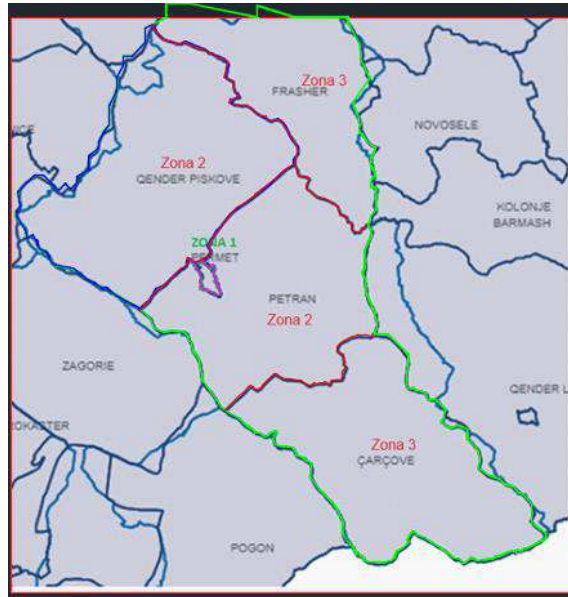 Zona 3
FRASHER
NOVOSELE
Zona 2
QENDER PISKOVE
KOLONJE
BARMASH
ZONA 1
PERMET
PETRAN
Zona 2
ZAGORIE
QENDER L
Zona 3
ÇARÇOVE
POGON